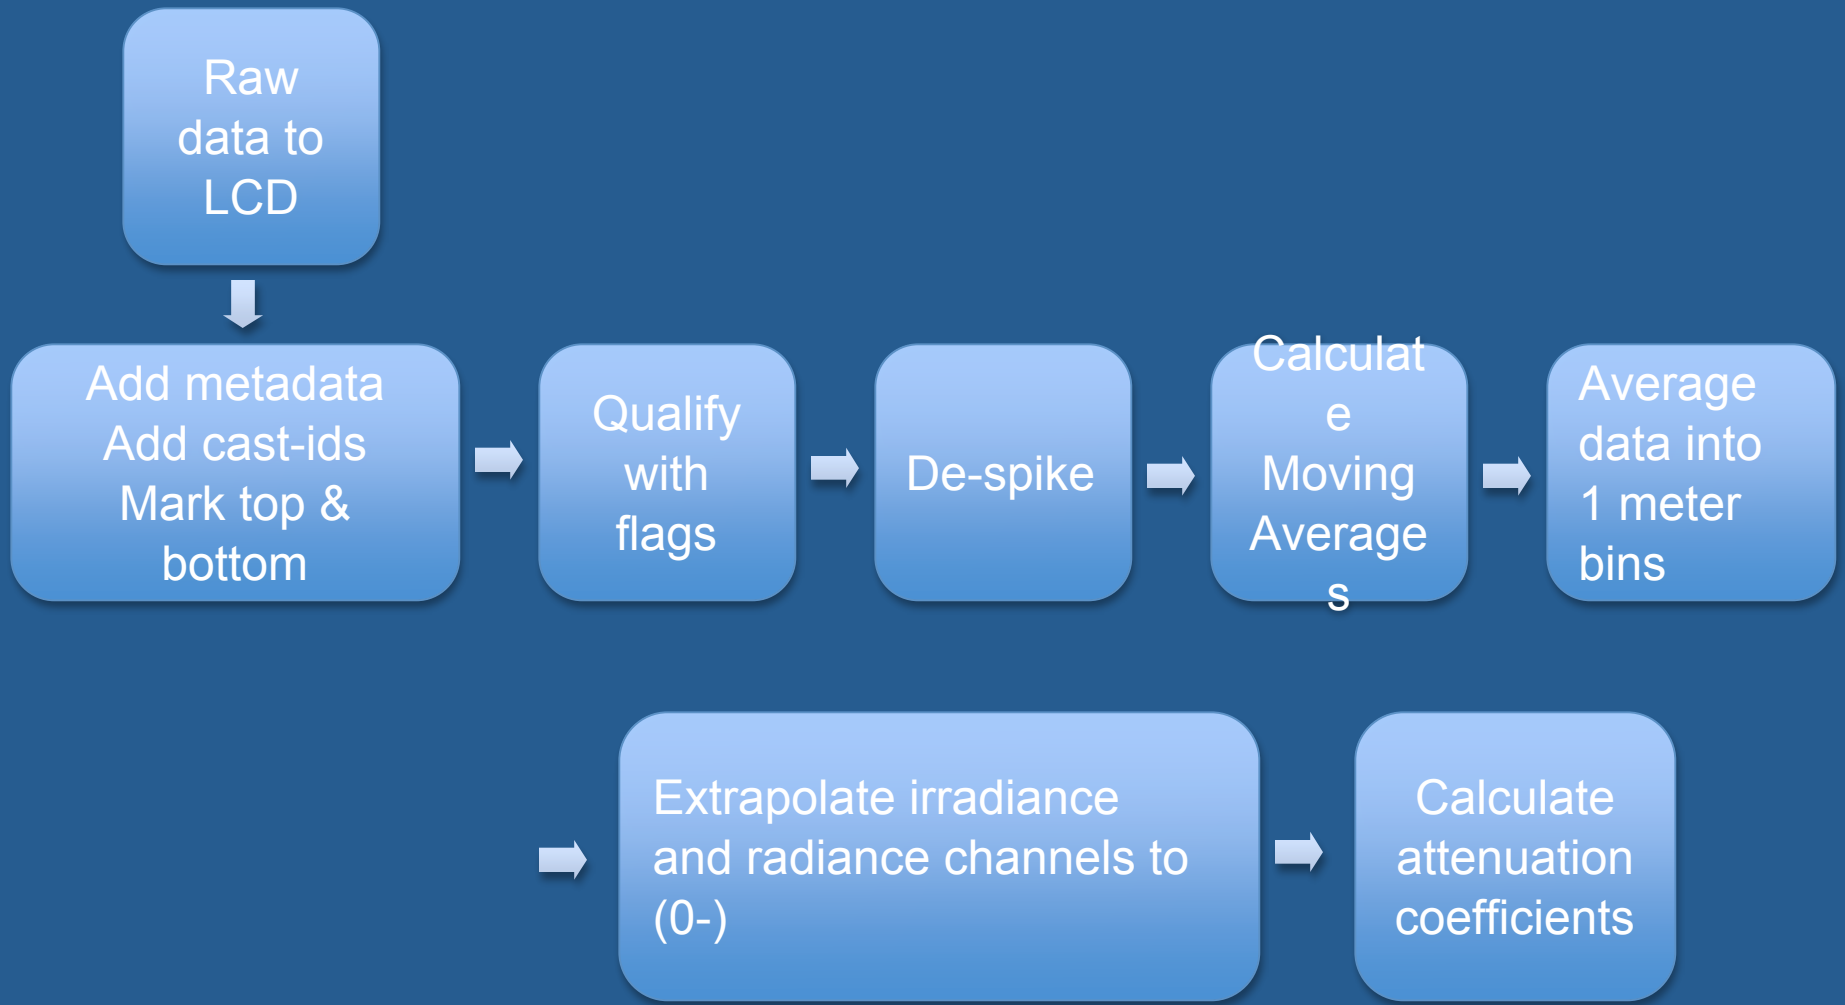 Raw
data to
LCD
Add metadata
Add cast-ids
Mark top &
bottom
Qualify
with
flags
De-spike
Calculat
e
Moving
Average
s
Average
data into
1 meter
bins
Extrapolate irradiance
and radiance channels to
(0-)
Calculate
attenuation
coefficients